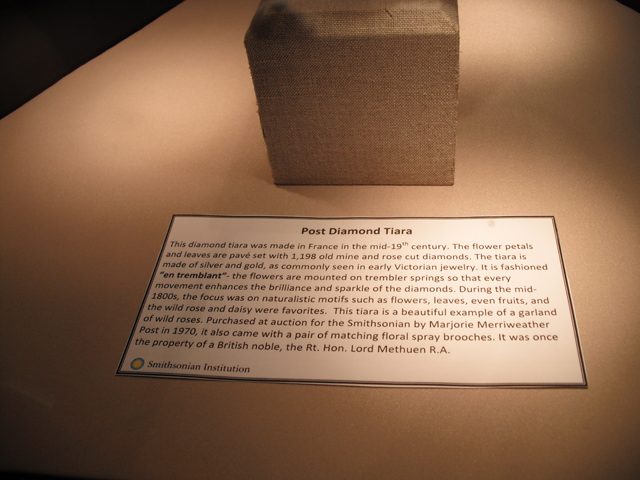 Post Diamond Tiara
This diamond tiara was made in France in the mid-19th century. The flower petals
and leaves are pavé set with 1,198 old mine and rose cut diamonds. The tiara is
made of silver and gold, as commonly seen in early Victorian jewelry. It is fashioned
"en tremblant"- the flowers are mounted on trembler springs so that every
movement enhances the brilliance and sparkle of the diamonds. During the mid-
1800s, the focus was on naturalistic motifs such as flowers, leaves, even fruits, and
the wild rose and daisy were favorites. This tiara is a beautiful example of a garland
of wild roses. Purchased at auction for the Smithsonian by Marjorie Merriweather
Post in 1970, it also came with a pair of matching floral spray brooches. It was once
the property of a British noble, the Rt. Hon. Lord Methuen R.A.
Smithsonian Institution